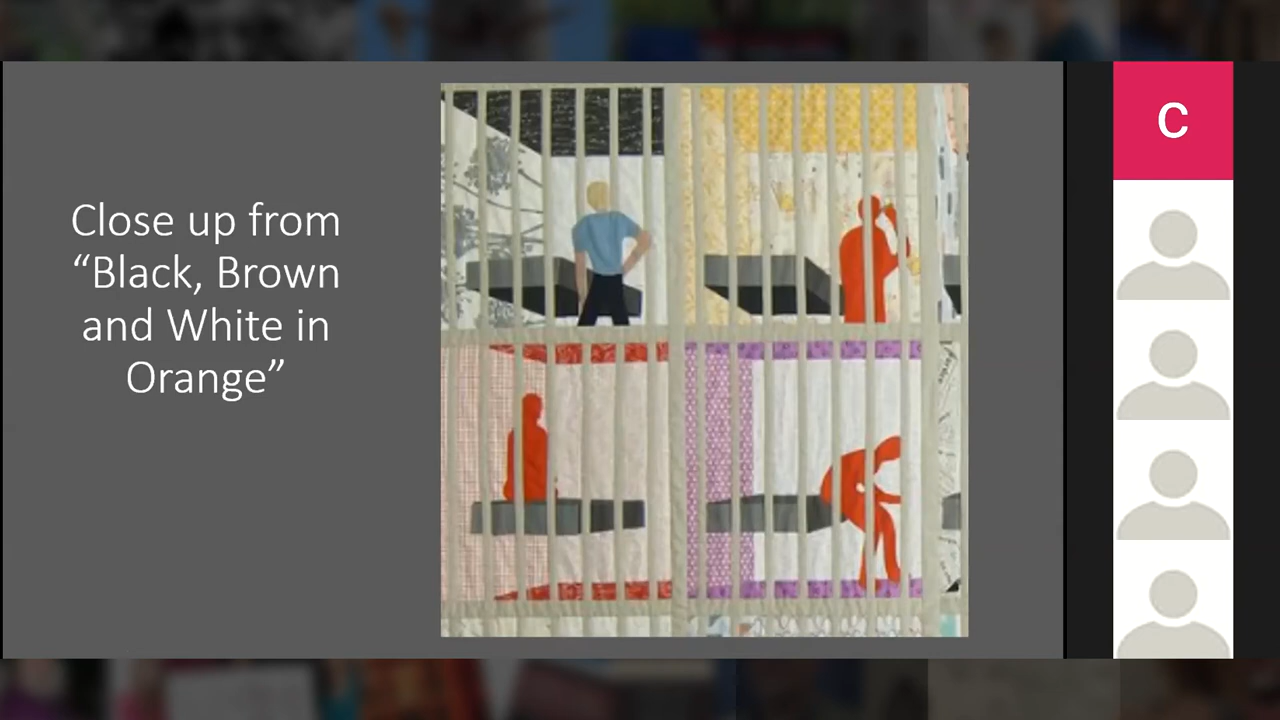 Close up from
“Black, Brown
and White in
Orange”
C